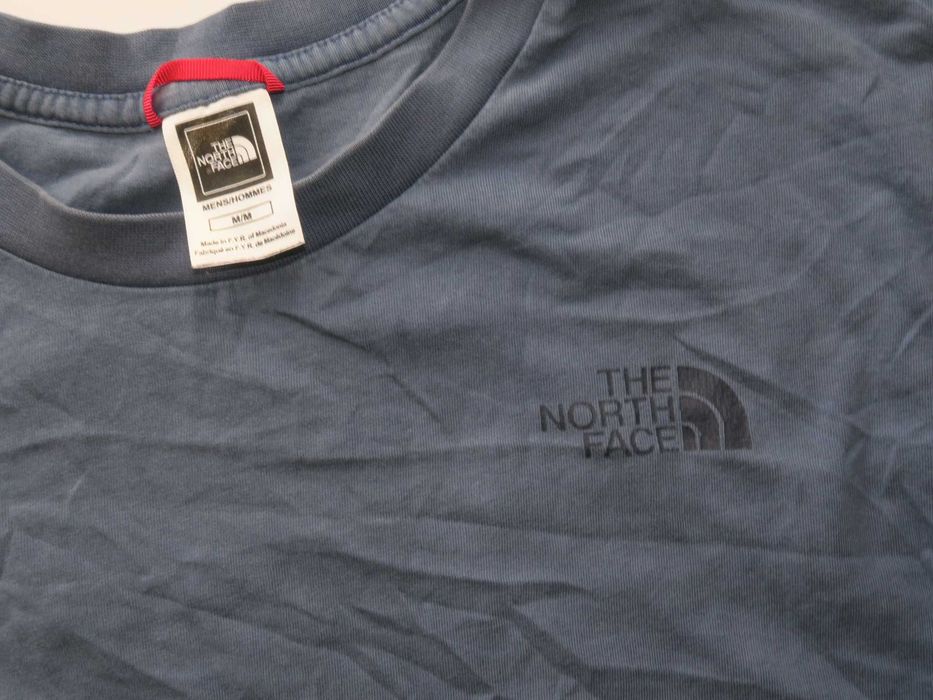 THE
NORTH
FACE
MENS/HOMMES
M/M
Made in F.Y.R. of Macedonia
Fabriqué en F.Y.R. de Macédoine
THE
NORTH
FACE